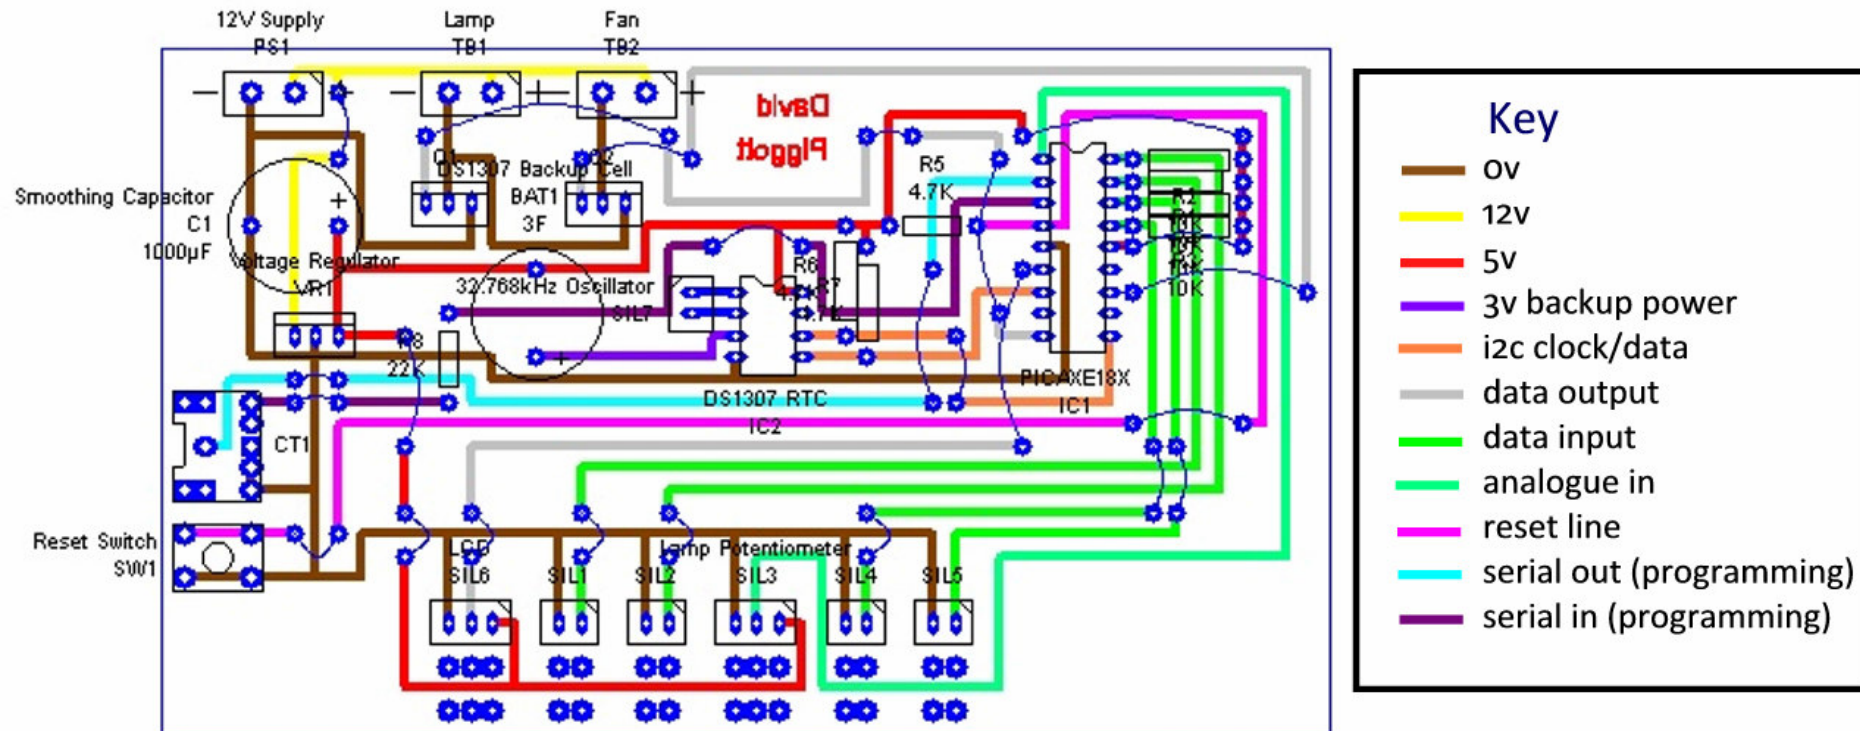 12V Supply
PS1
Lamp
TB1
Fan
TB2
David
Piggott
Q1
DS1307 Backup Cell
BAT1
3F
Smoothing Capacitor
C1
1000µF
Voltage Regulator
VR1
32.768kHz Oscillator
SIL7
R5
4.7K
R6
R7
R8
22K
10K
PICAXE18X
IC1
DS1307 RTC
IC2
CT1
Reset Switch
SW1
LCD
SIL6
SIL1
SIL2
Lamp Potentiometer
SIL3
SIL4
SIL5
Key
0v
12v
5v
3v backup power
i2c clock/data
data output
data input
analogue in
reset line
serial out (programming)
serial in (programming)